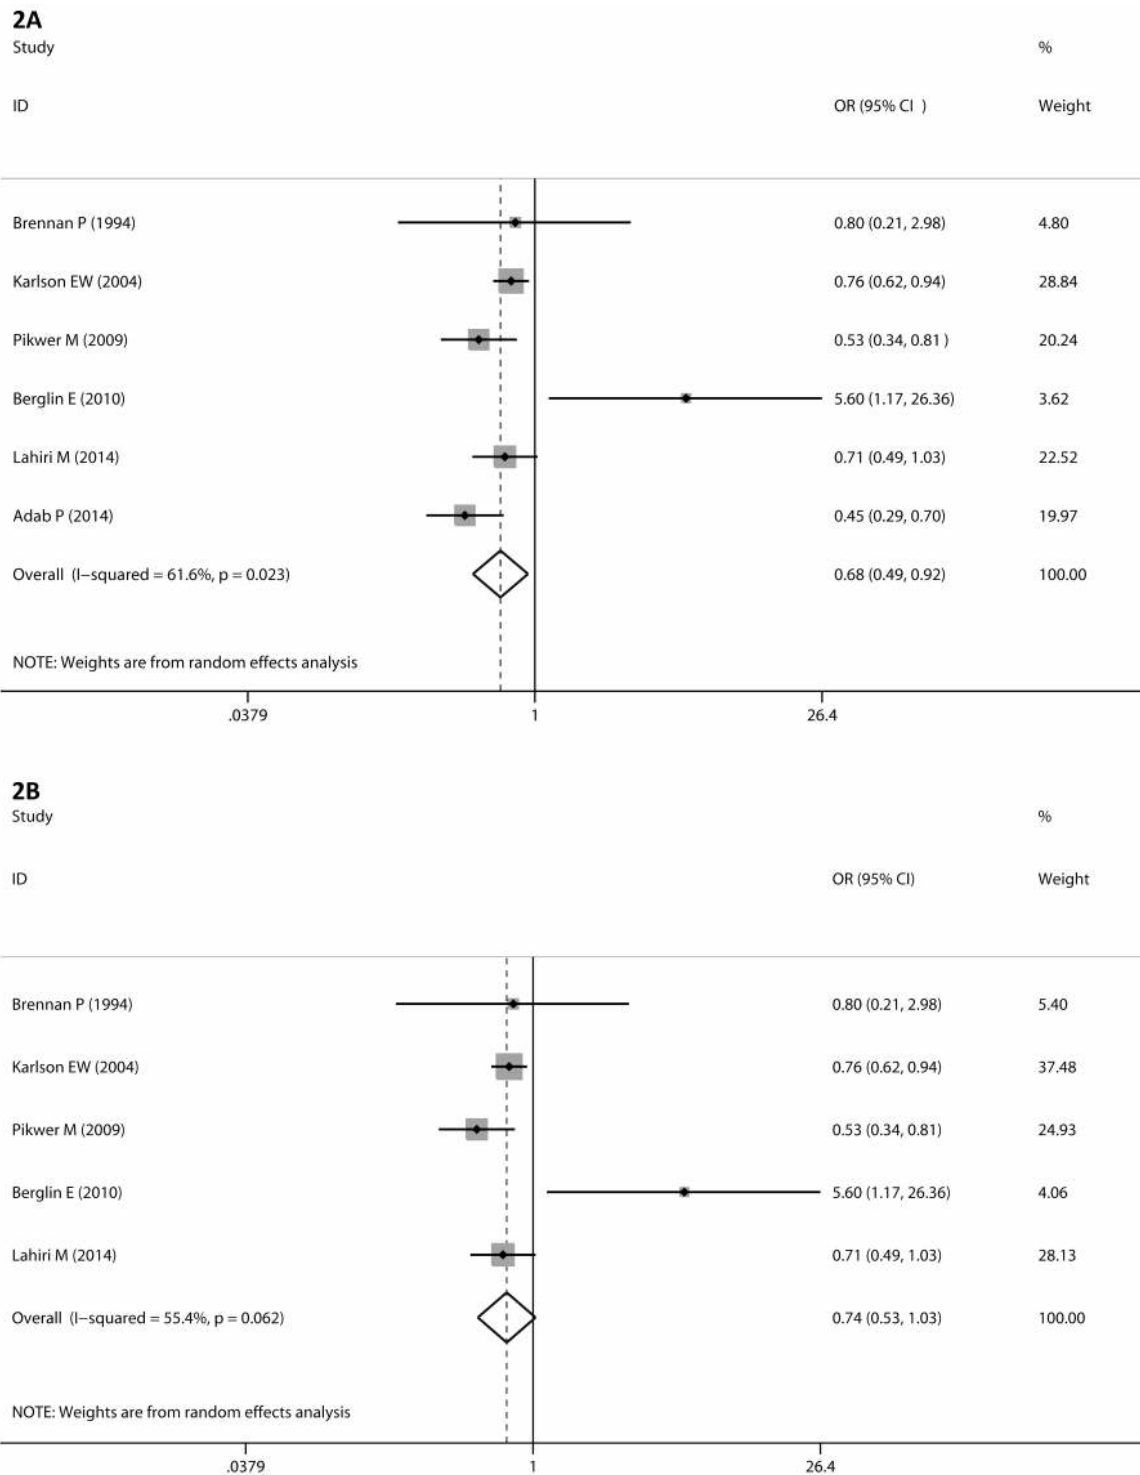 2A
Study %
ID OR (95% CI ) Weight
Brennan P (1994) 0.80 (0.21, 2.98) 4.80
Karlson EW (2004) 0.76 (0.62, 0.94) 28.84
Pikwer M (2009) 0.53 (0.34, 0.81 ) 20.24
Berglin E (2010) 5.60 (1.17, 26.36) 3.62
Lahiri M (2014) 0.71 (0.49, 1.03) 22.52
Adab P (2014) 0.45 (0.29, 0.70) 19.97
Overall (I−squared = 61.6%, p = 0.023) 0.68 (0.49, 0.92) 100.00
NOTE: Weights are from random effects analysis
.0379 1 26.4
2B
Study %
ID OR (95% CI) Weight
Brennan P (1994) 0.80 (0.21, 2.98) 5.40
Karlson EW (2004) 0.76 (0.62, 0.94) 37.48
Pikwer M (2009) 0.53 (0.34, 0.81) 24.93
Berglin E (2010) 5.60 (1.17, 26.36) 4.06
Lahiri M (2014) 0.71 (0.49, 1.03) 28.13
Overall (I−squared = 55.4%, p = 0.062) 0.74 (0.53, 1.03) 100.00
NOTE: Weights are from random effects analysis
.0379 1 26.4